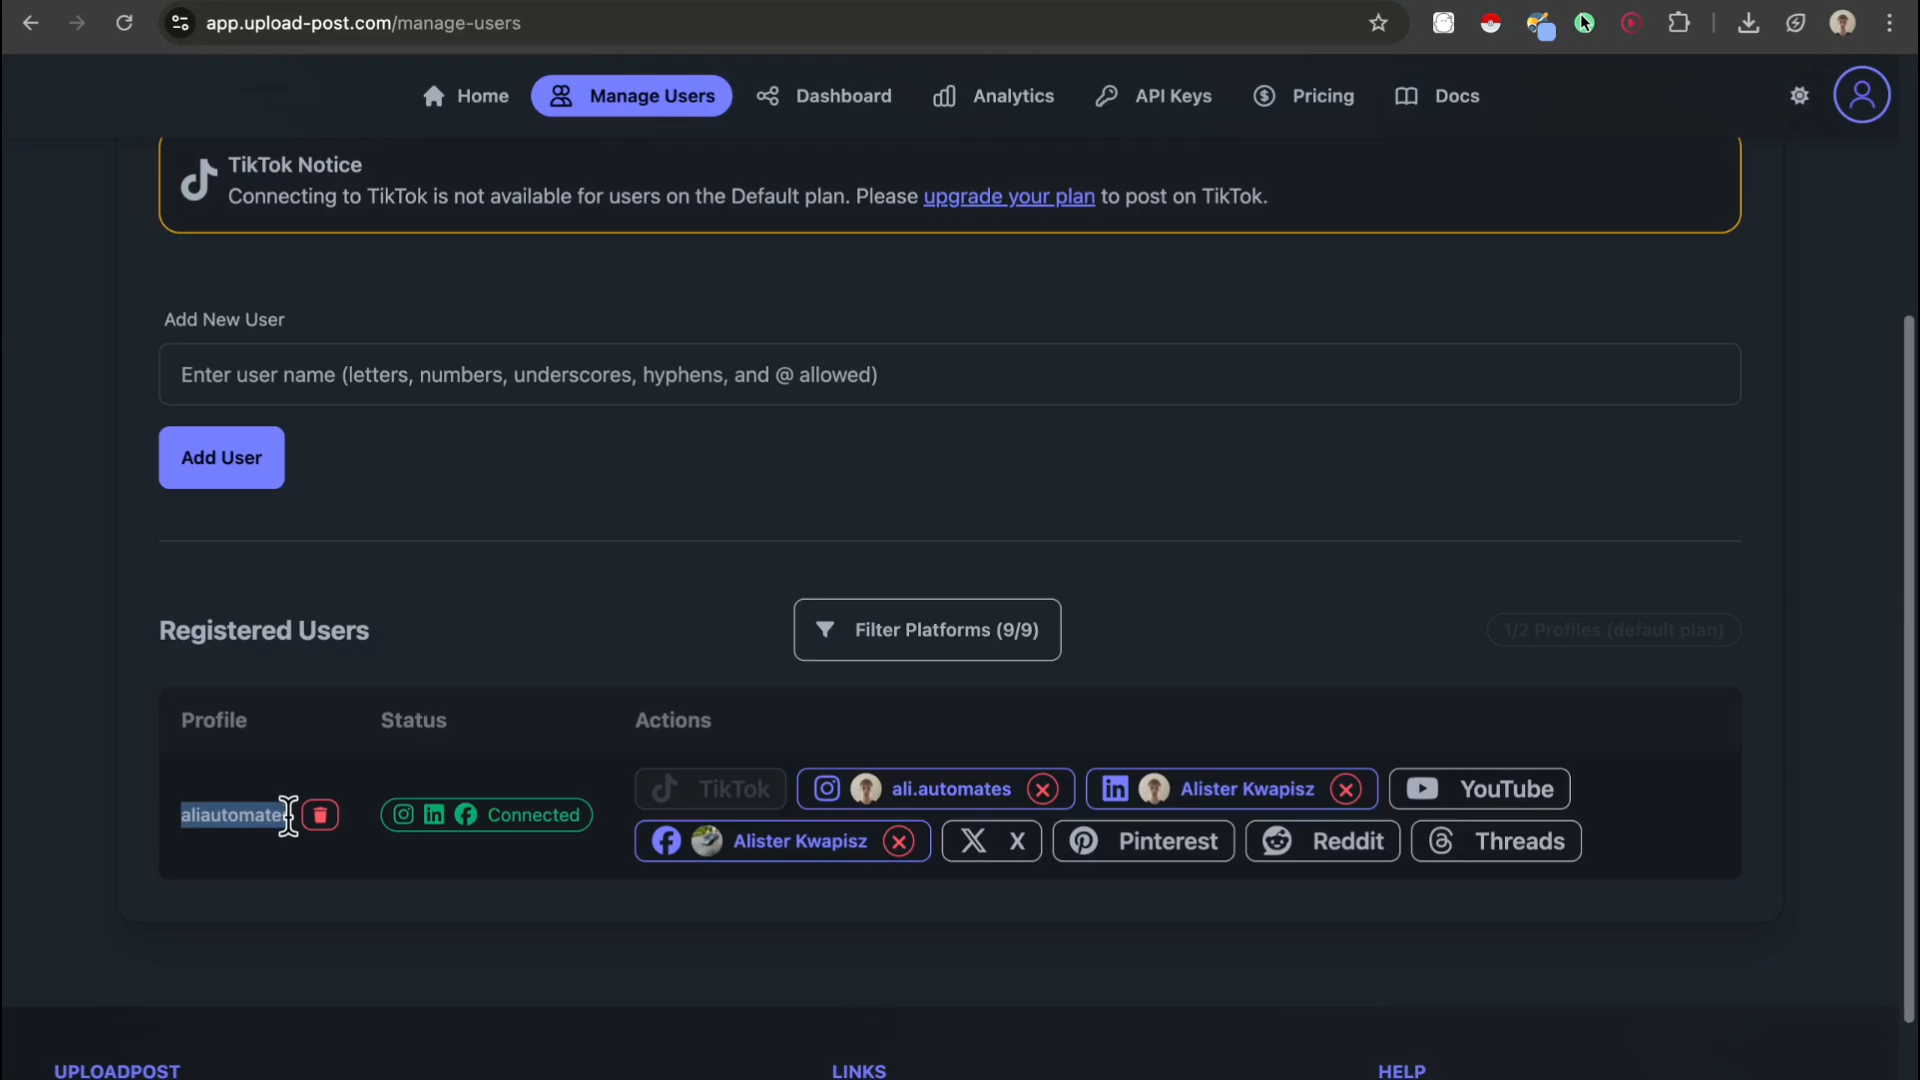 app.upload-post.com/manage-users
Home Manage Users Dashboard Analytics API Keys Pricing Docs
TikTok Notice
Connecting to TikTok is not available for users on the Default plan. Please upgrade your plan to post on TikTok.
Add New User
Enter user name (letters, numbers, underscores, hyphens, and @ allowed)
Add User
Registered Users Filter Platforms (9/9) 1/2 Profiles (default plan)
Profile Status Actions
TikTok ali.automates Alister Kwapisz YouTube
aliautomates Connected
Alister Kwapisz X Pinterest Reddit Threads
UPLOADPOST LINKS HELP